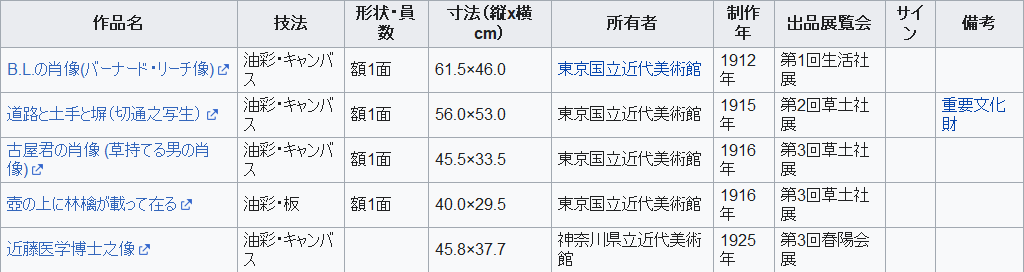 作品名 技法 形状・員数 寸法（縦x横cm） 所有者 制作年 出品展覧会 サイン 備考
B.L.の肖像(バーナード・リーチ像) 油彩・キャンバス 額1面 61.5×46.0 東京国立近代美術館 1912年 第1回生活社展
道路と土手と塀（切通之写生） 油彩・キャンバス 額1面 56.0×53.0 東京国立近代美術館 1915年 第2回草土社展 重要文化財
古屋君の肖像 (草持てる男の肖像) 油彩・キャンバス 額1面 45.5×33.5 東京国立近代美術館 1916年 第3回草土社展
壺の上に林檎が載って在る 油彩・板 額1面 40.0×29.5 東京国立近代美術館 1916年 第3回草土社展
近藤医学博士之像 油彩・キャンバス 45.8×37.7 神奈川県立近代美術館 1925年 第3回春陽会展